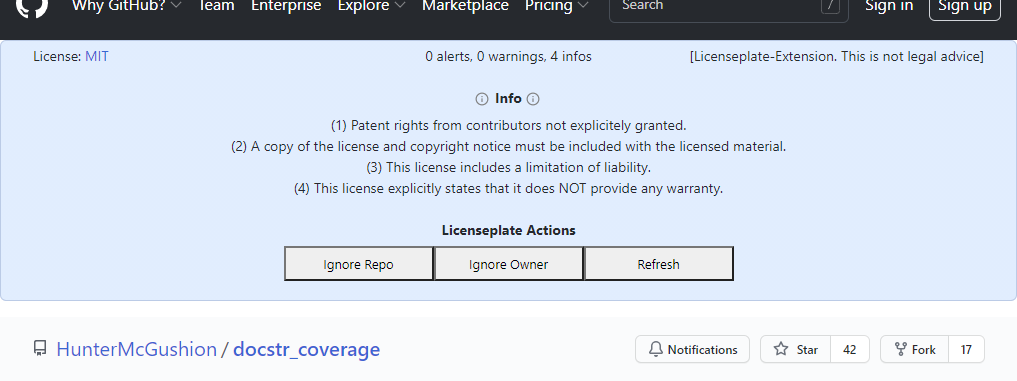 Why GitHub? Team Enterprise Explore Marketplace Pricing Search / Sign in Sign up
License: MIT 0 alerts, 0 warnings, 4 infos [Licenseplate-Extension. This is not legal advice]
Info
(1) Patent rights from contributors not explicitely granted.
(2) A copy of the license and copyright notice must be included with the licensed material.
(3) This license includes a limitation of liability.
(4) This license explicitly states that it does NOT provide any warranty.
Licenseplate Actions
Ignore Repo Ignore Owner Refresh
HunterMcGushion / docstr_coverage Notifications Star 42 Fork 17